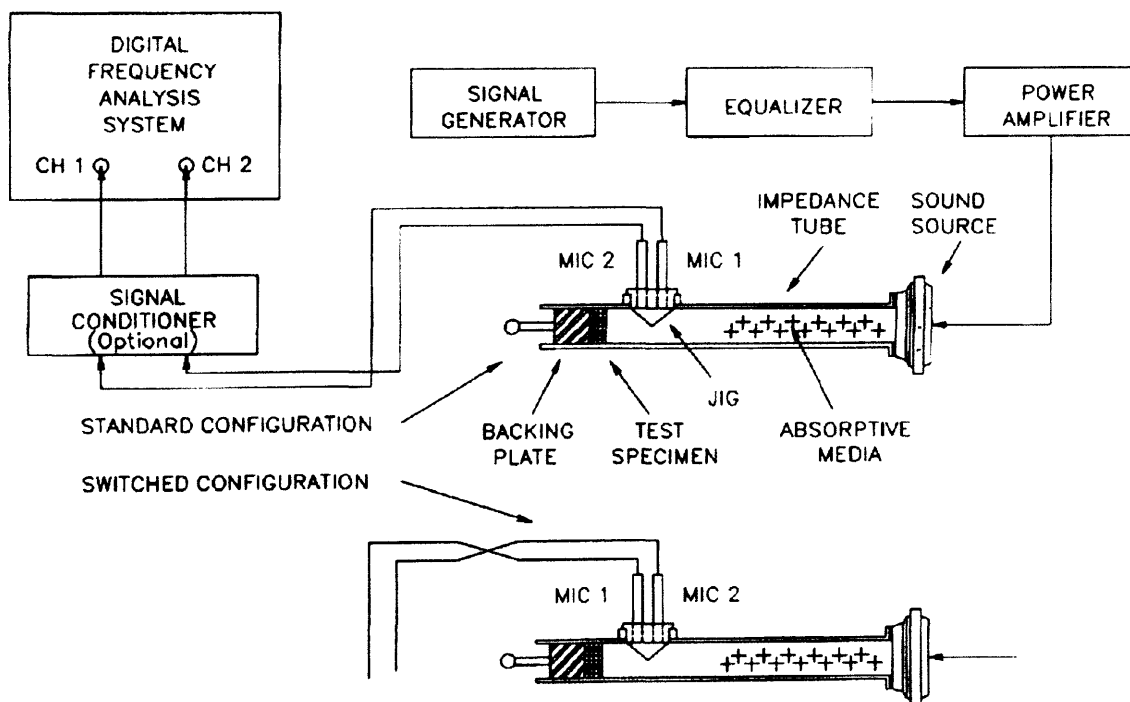 DIGITAL
FREQUENCY
ANALYSIS
SYSTEM
CH 1
CH 2
SIGNAL
GENERATOR
EQUALIZER
POWER
AMPLIFIER
IMPEDANCE
TUBE
SOUND
SOURCE
MIC 2
MIC 1
SIGNAL
CONDITIONER
(Optional)
JIG
STANDARD CONFIGURATION
BACKING
PLATE
TEST
SPECIMEN
ABSORPTIVE
MEDIA
SWITCHED CONFIGURATION
MIC 1
MIC 2